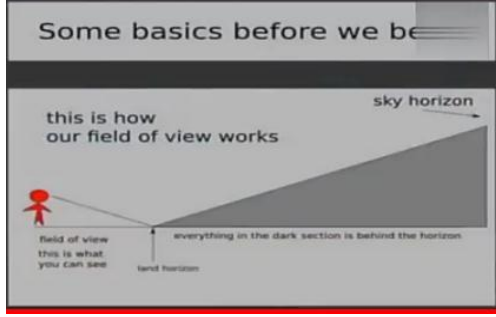 Some basics before we be
sky horizon
this is how
our field of view works
field of view
everything in the dark section is behind the horizon
this is what
you can see
land horizon